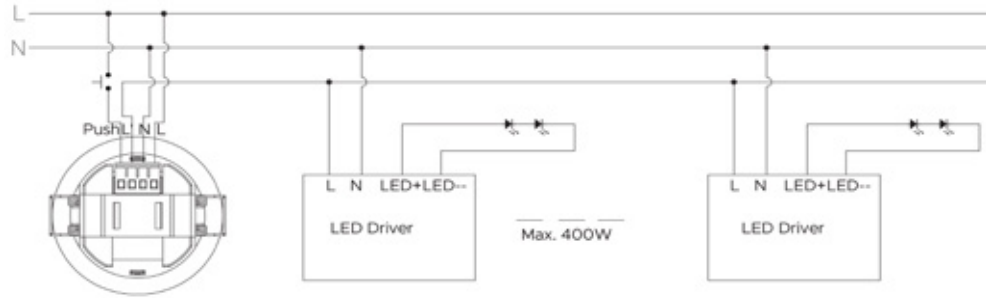 L
N
Push L' N L
L N LED+ LED--
LED Driver
Max. 400W
L N LED+ LED--
LED Driver